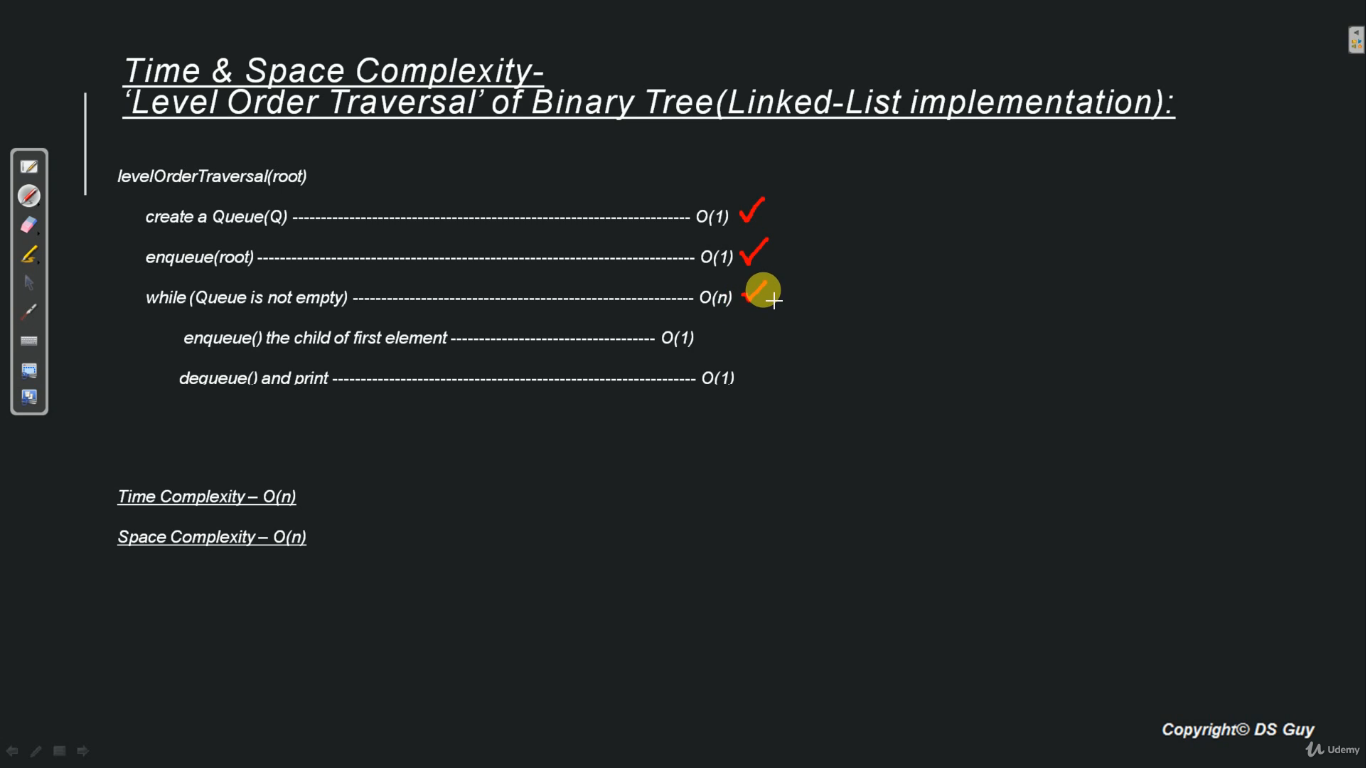 Time & Space Complexity-
‘Level Order Traversal’ of Binary Tree(Linked-List implementation):
levelOrderTraversal(root)
create a Queue(Q) ---------------------------------------------------------------------- O(1)
enqueue(root) ----------------------------------------------------------------------------- O(1)
while (Queue is not empty) ------------------------------------------------------------ O(n)
enqueue() the child of first element ------------------------------------ O(1)
dequeue() and print ---------------------------------------------------------------- O(1)
Time Complexity – O(n)
Space Complexity – O(n)
Copyright© DS Guy
Udemy